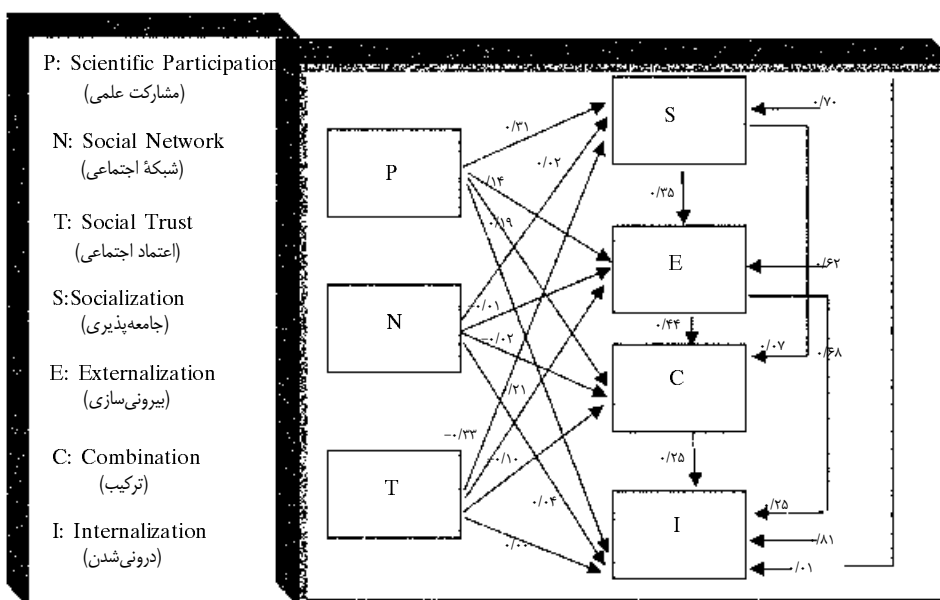 P: Scientific Participation
(مشارکت علمی)
N: Social Network
(شبکهٔ اجتماعی)
T: Social Trust
(اعتماد اجتماعی)
S:Socialization
(جامعه‌پذیری)
E: Externalization
(بیرونی‌سازی)
C: Combination
(ترکیب)
I: Internalization
(درونی‌شدن)
P
N
T
S
E
C
I
۰/۳۱
۰/۰۲
۰/۱۴
۰/۱۹
-۰/۰۱
-۰/۰۲
۰/۲۱
-۰/۳۳
-۰/۱۰
۰/۰۴
۰/۰۰
۰/۷۰
۰/۳۵
۰/۶۲
۰/۴۴
۰/۰۷
۰/۶۸
۰/۲۵
۰/۲۵
۰/۸۱
۰/۰۱